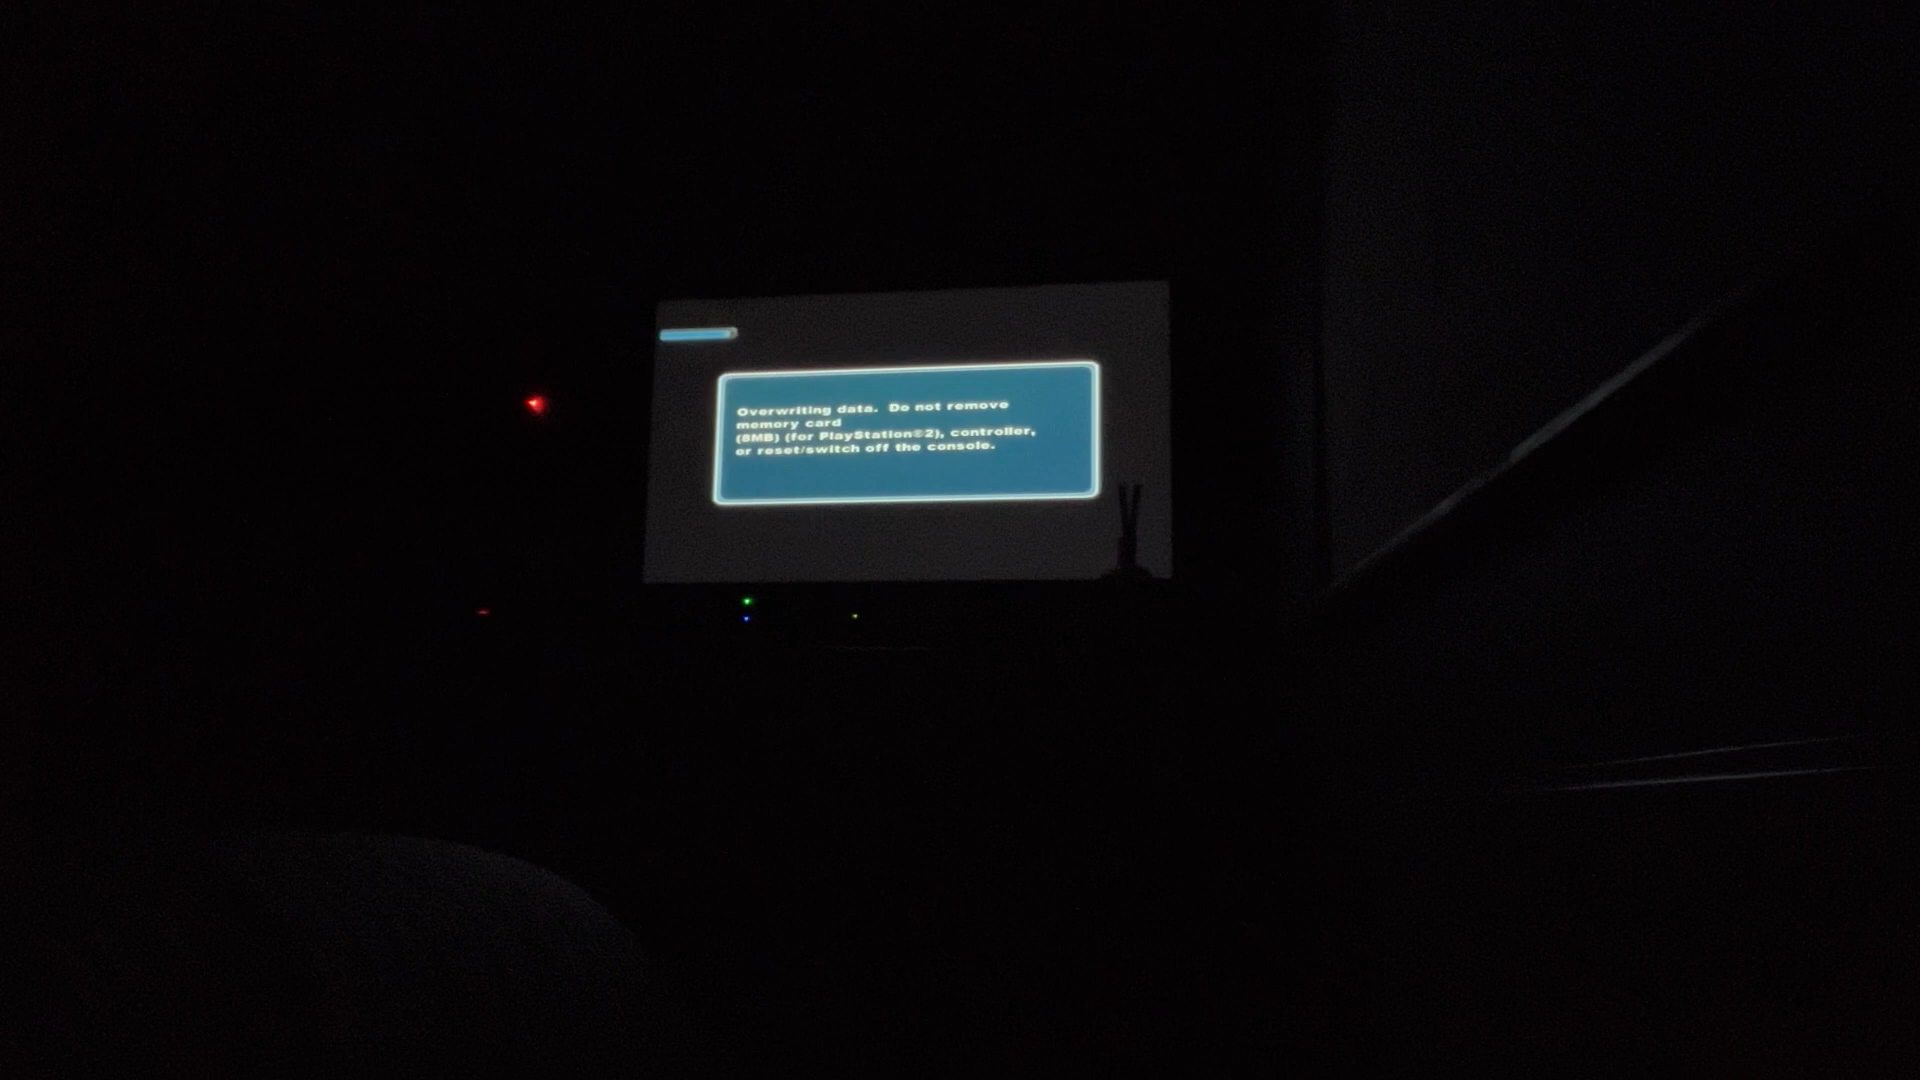 Overwriting data.  Do not remove
memory card
(8MB) (for PlayStation®2), controller,
or reset/switch off the console.